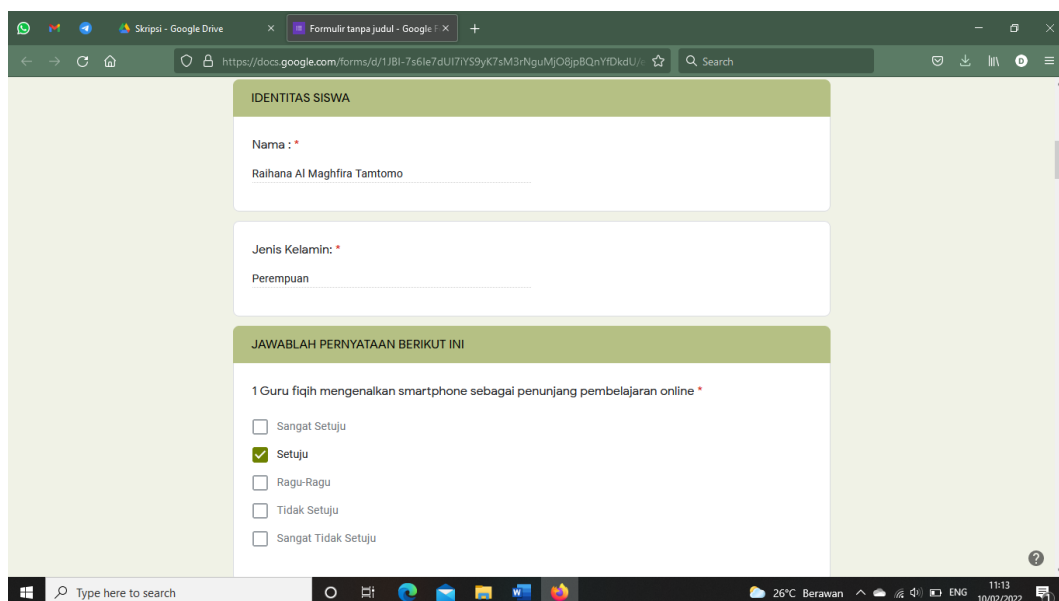 Skripsi - Google Drive
Formulir tanpa judul - Google F
https://docs.google.com/forms/d/1JBI-7s6Ie7dUI7iYS9yK7sM3rNguMjO8jpBQnYfDkdU/e
Search
IDENTITAS SISWA
Nama : *
Raihana Al Maghfira Tamtomo
Jenis Kelamin: *
Perempuan
JAWABLAH PERNYATAAN BERIKUT INI
1 Guru fiqih mengenalkan smartphone sebagai penunjang pembelajaran online *
Sangat Setuju
Setuju
Ragu-Ragu
Tidak Setuju
Sangat Tidak Setuju
Type here to search
26°C Berawan
ENG
11:13
10/02/2022